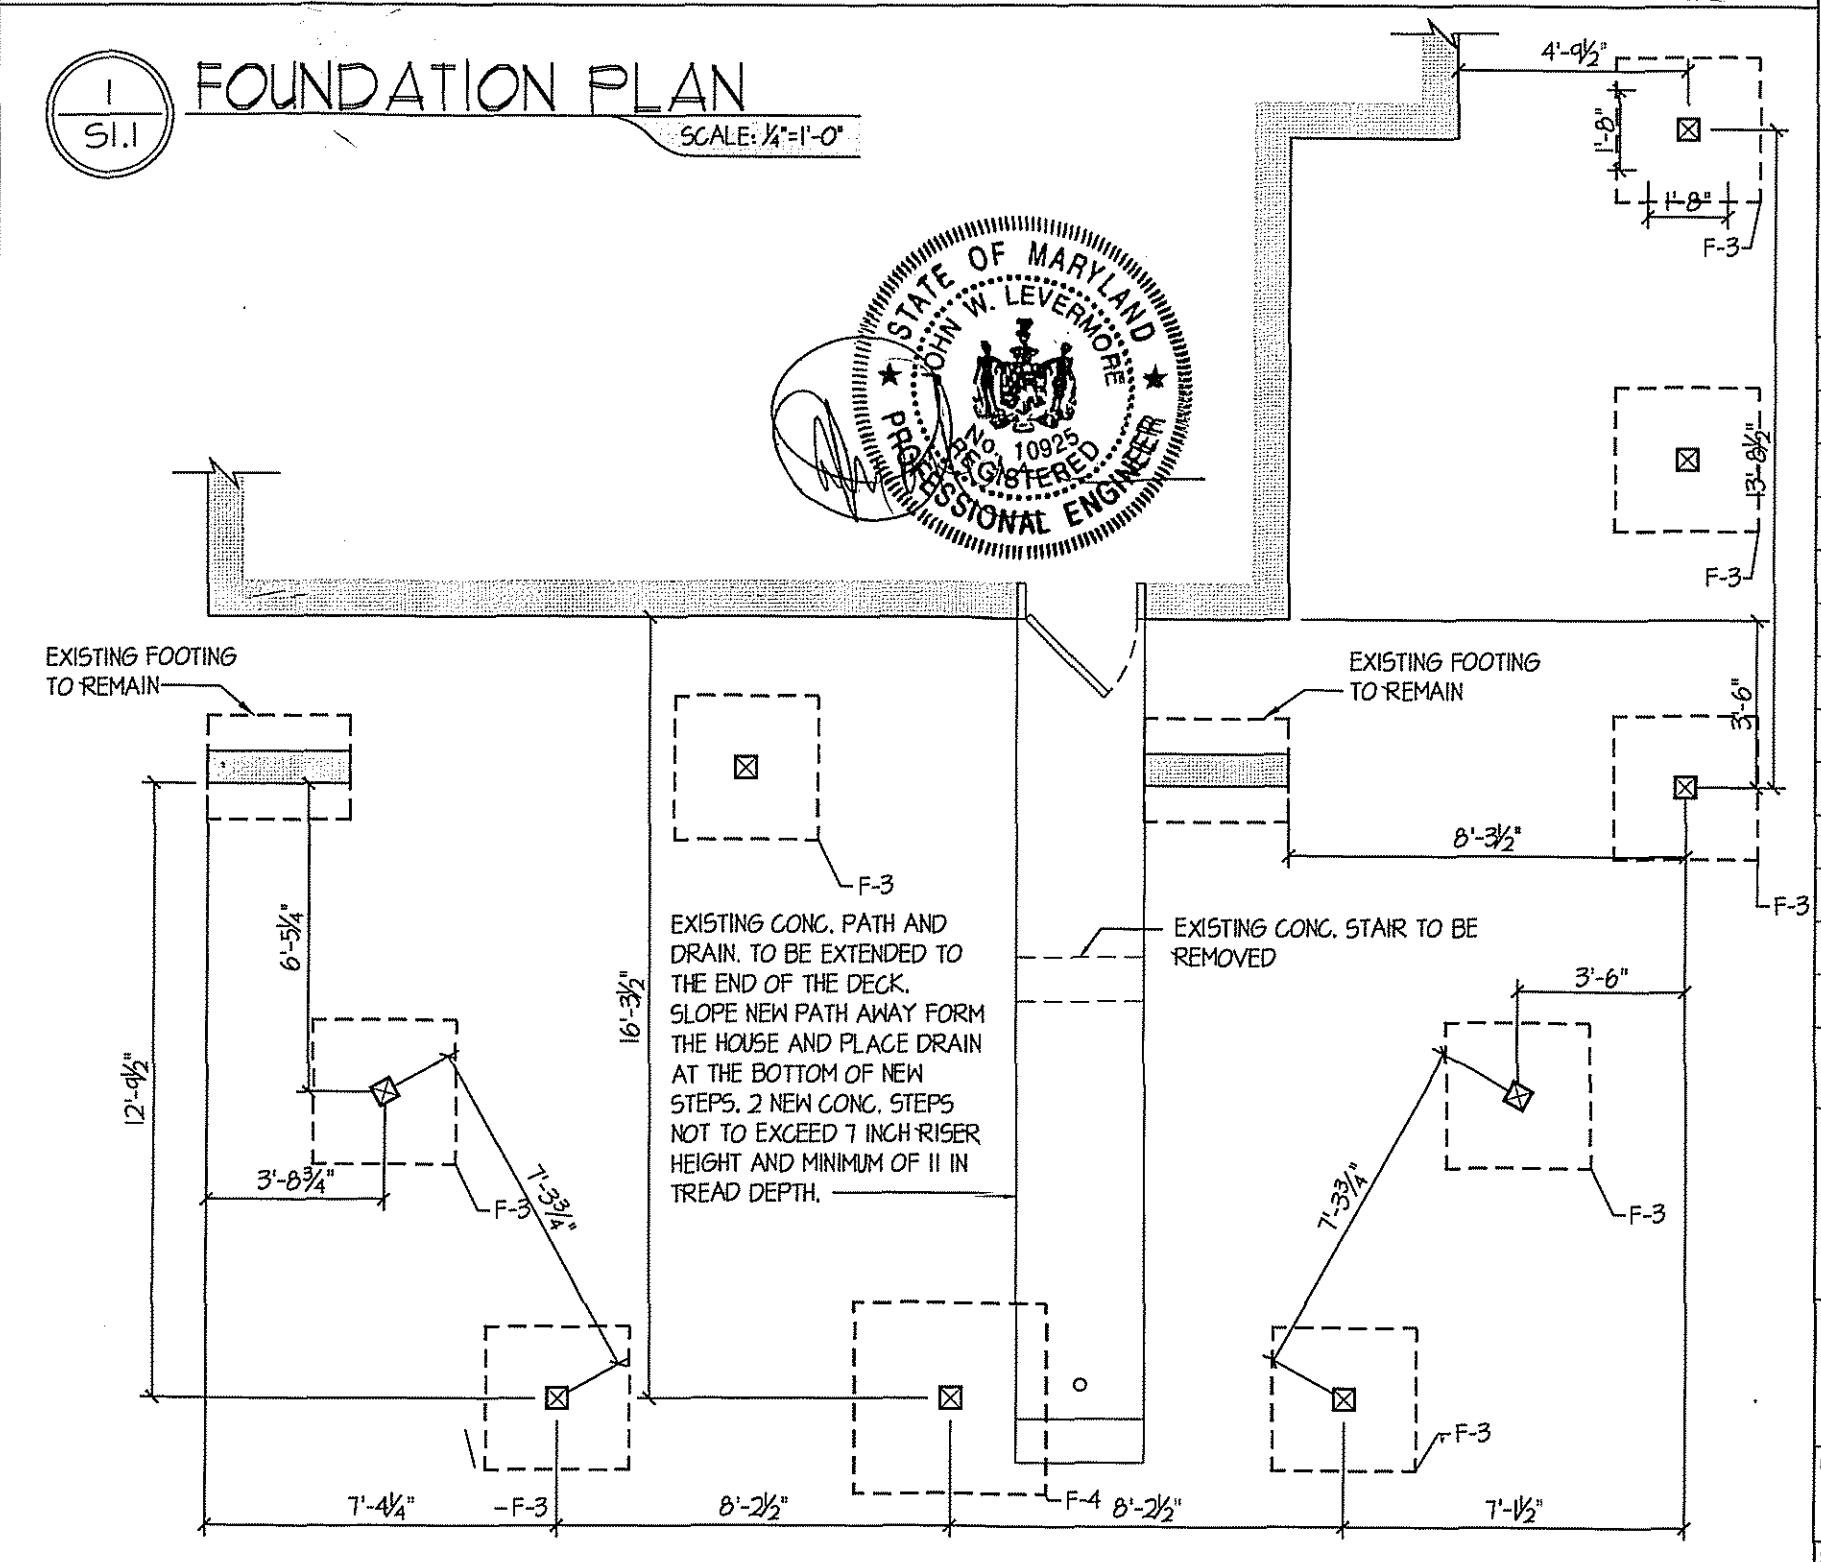 1
S1.1
FOUNDATION PLAN
SCALE: 1/4"=1'-0"
4'-9½"
1'-8"
1'-8"
F-3
STATE OF MARYLAND
JOHN W. LEVERMORE
No. 10925
REGISTERED
PROFESSIONAL ENGINEER
13'-8½"
F-3
EXISTING FOOTING
TO REMAIN
EXISTING FOOTING
TO REMAIN
3'-6"
8'-3½"
F-3
F-3
6'-5¼"
16'-3½"
12'-9½"
EXISTING CONC. PATH AND
DRAIN. TO BE EXTENDED TO
THE END OF THE DECK.
SLOPE NEW PATH AWAY FORM
THE HOUSE AND PLACE DRAIN
AT THE BOTTOM OF NEW
STEPS. 2 NEW CONC. STEPS
NOT TO EXCEED 7 INCH RISER
HEIGHT AND MINIMUM OF 11 IN
TREAD DEPTH.
EXISTING CONC. STAIR TO BE
REMOVED
3'-6"
3'-8¾"
F-3
7'-3¾"
7'-3¾"
F-3
F-3
7'-4¼"
F-3
8'-2½"
F-4
8'-2½"
7'-1½"